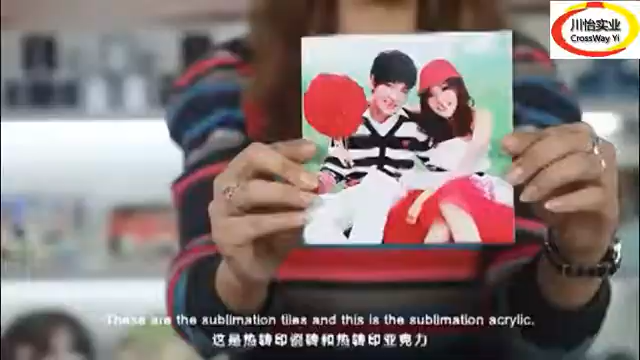 川怡实业
CrossWay Yi
These are the sublimation tiles and this is the sublimation acrylic.
这是热转印瓷砖和热转印亚克力